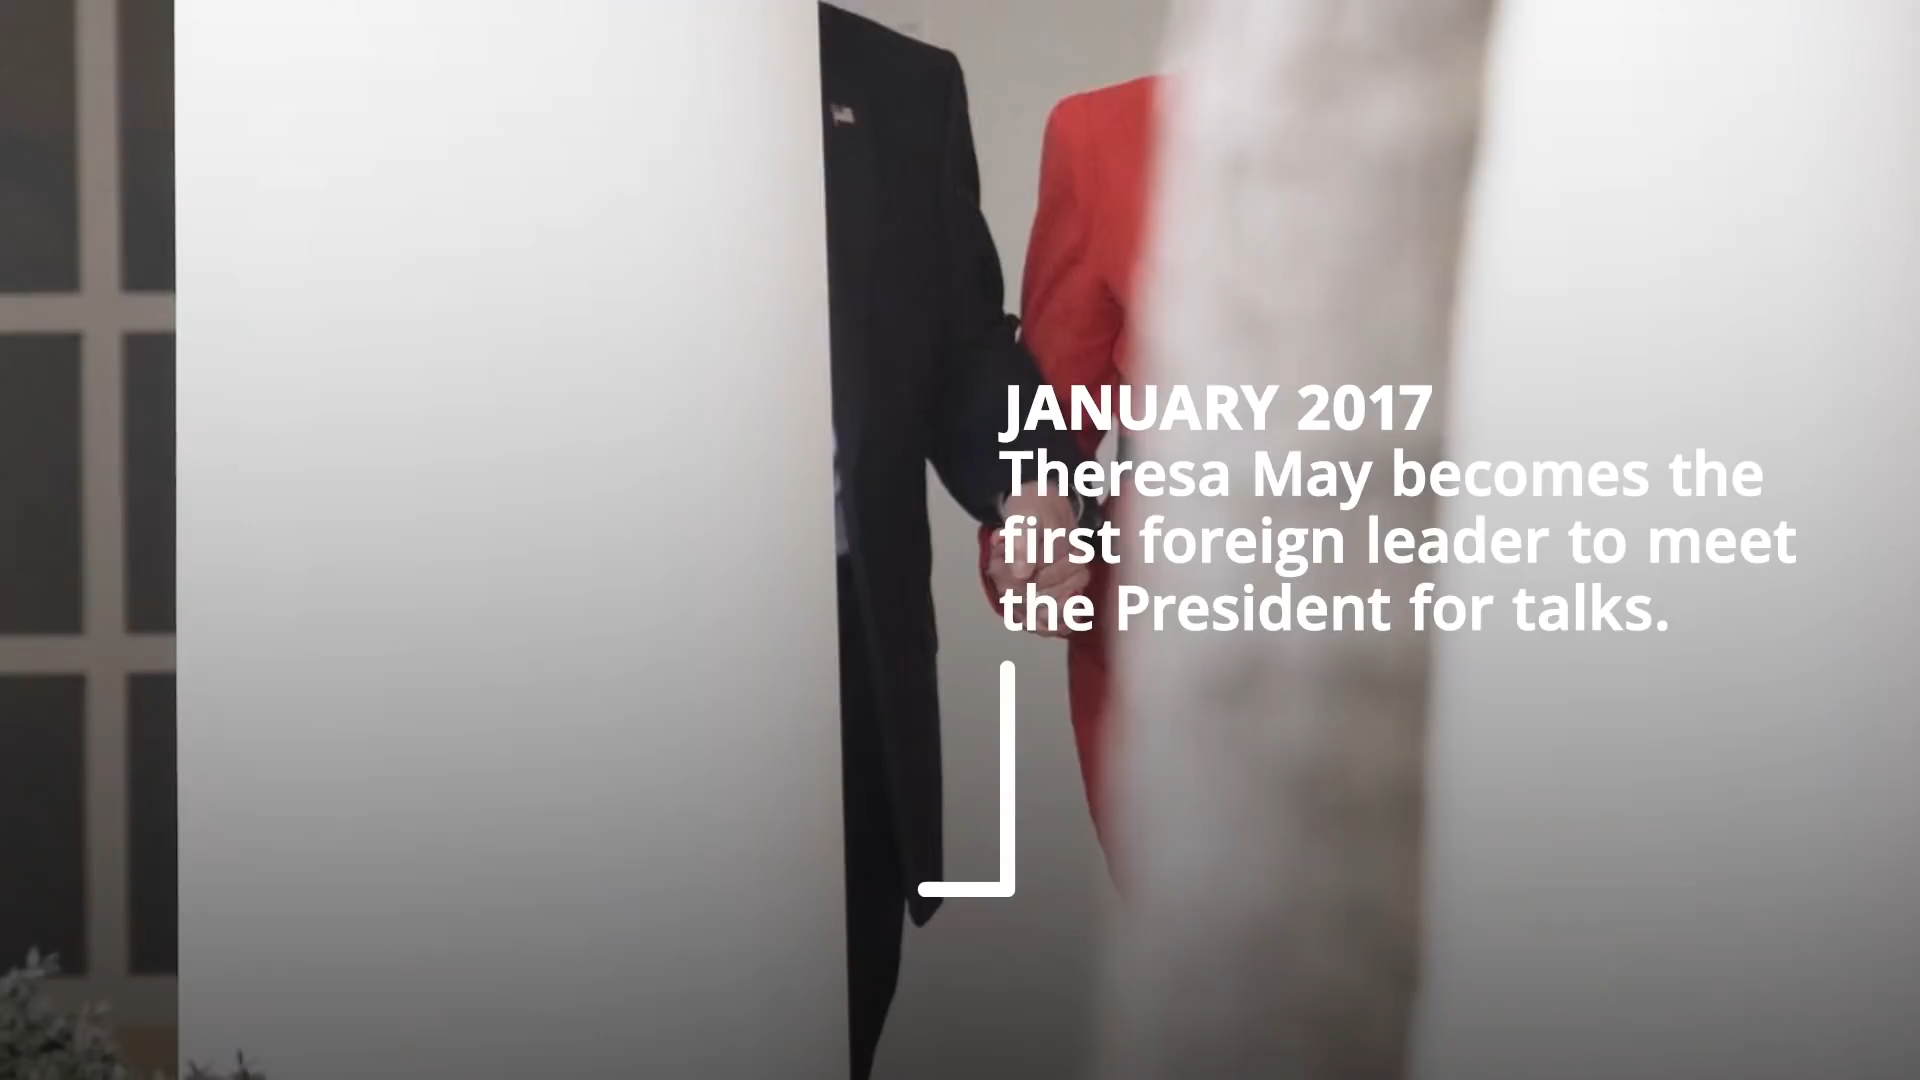 JANUARY 2017
Theresa May becomes the
first foreign leader to meet
the President for talks.